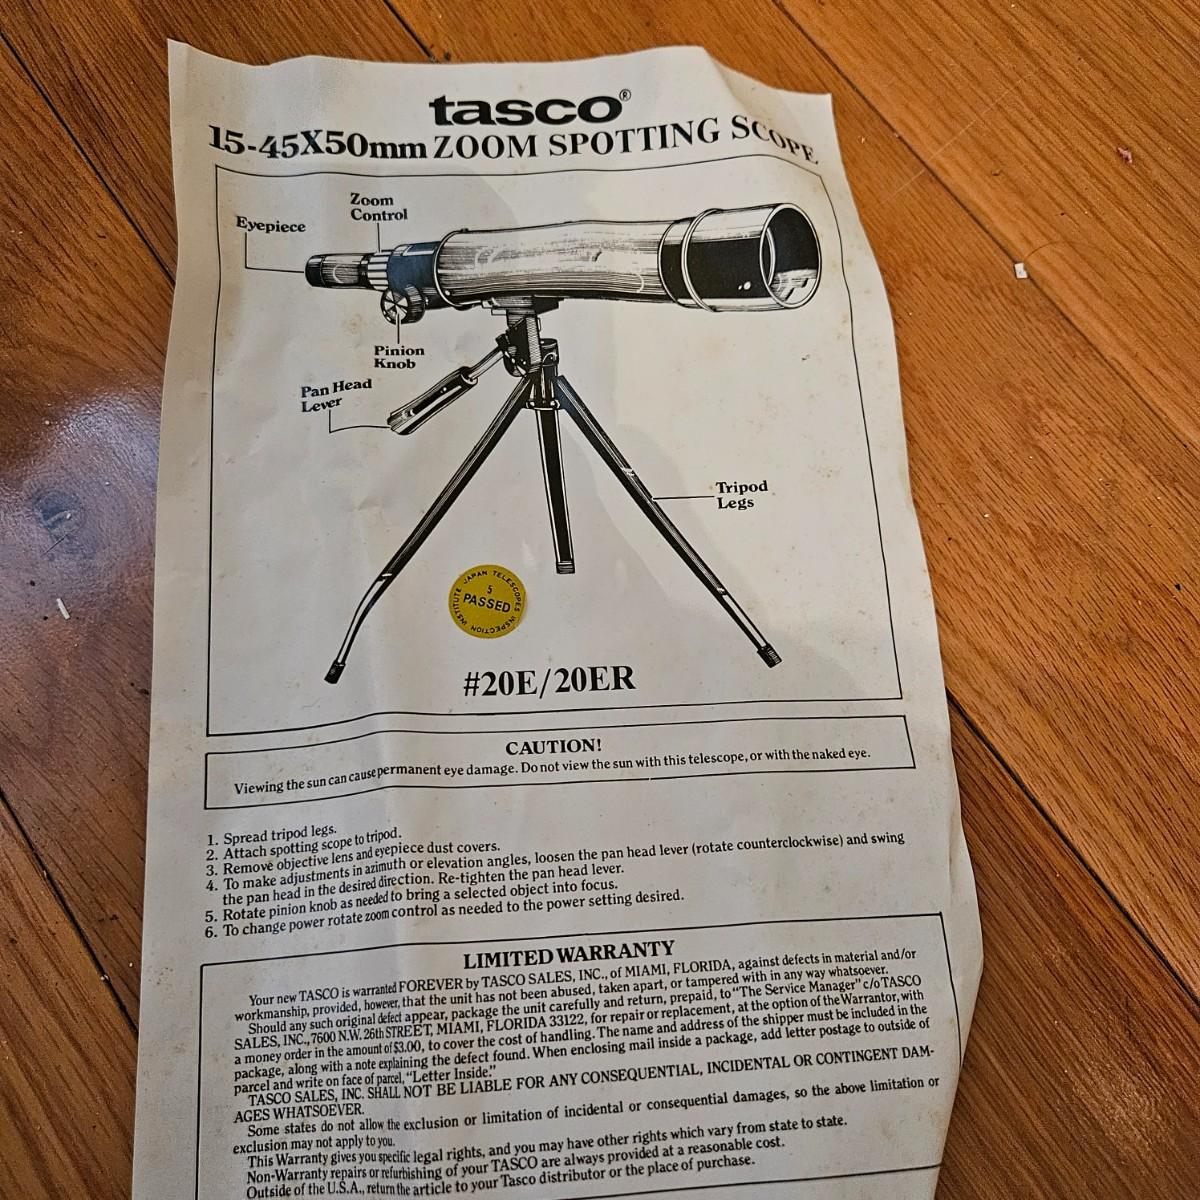 tasco®
15-45X50mm ZOOM SPOTTING SCOPE
Zoom
Control
Eyepiece
Pinion
Knob
Pan Head
Lever
Tripod
Legs
JAPAN TELESCOPES INSPECTION INSTITUTE
5
PASSED
#20E/20ER
CAUTION!
Viewing the sun can cause permanent eye damage. Do not view the sun with this telescope, or with the naked eye.
1. Spread tripod legs.
2. Attach spotting scope to tripod.
3. Remove objective lens and eyepiece dust covers.
4. To make adjustments in azimuth or elevation angles, loosen the pan head lever (rotate counterclockwise) and swing
the pan head in the desired direction. Re-tighten the pan head lever.
5. Rotate pinion knob as needed to bring a selected object into focus.
6. To change power rotate zoom control as needed to the power setting desired.
LIMITED WARRANTY
Your new TASCO is warranted FOREVER by TASCO SALES, INC., of MIAMI, FLORIDA, against defects in material and/or
workmanship, provided, however, that the unit has not been abused, taken apart, or tampered with in any way whatsoever.
Should any such original defect appear, package the unit carefully and return, prepaid, to "The Service Manager" c/o TASCO
SALES, INC., 7600 N.W. 26th STREET, MIAMI, FLORIDA 33122, for repair or replacement, at the option of the Warrantor, with
a money order in the amount of $3.00, to cover the cost of handling. The name and address of the shipper must be included in the
package, along with a note explaining the defect found. When enclosing mail inside a package, add letter postage to outside of
parcel and write on face of parcel, "Letter Inside."
TASCO SALES, INC. SHALL NOT BE LIABLE FOR ANY CONSEQUENTIAL, INCIDENTAL OR CONTINGENT DAM-
AGES WHATSOEVER.
Some states do not allow the exclusion or limitation of incidental or consequential damages, so the above limitation or
exclusion may not apply to you.
This Warranty gives you specific legal rights, and you may have other rights which vary from state to state.
Non-Warranty repairs or refurbishing of your TASCO are always provided at a reasonable cost.
Outside of the U.S.A., return the article to your Tasco distributor or the place of purchase.